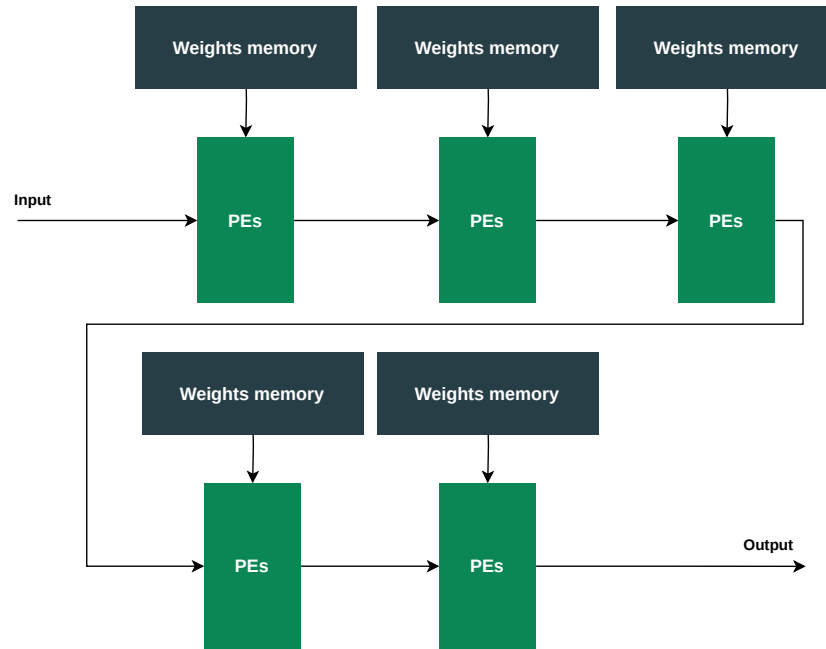 Weights memory
Weights memory
Weights memory
Input
PEs
PEs
PEs
Weights memory
Weights memory
Output
PEs
PEs